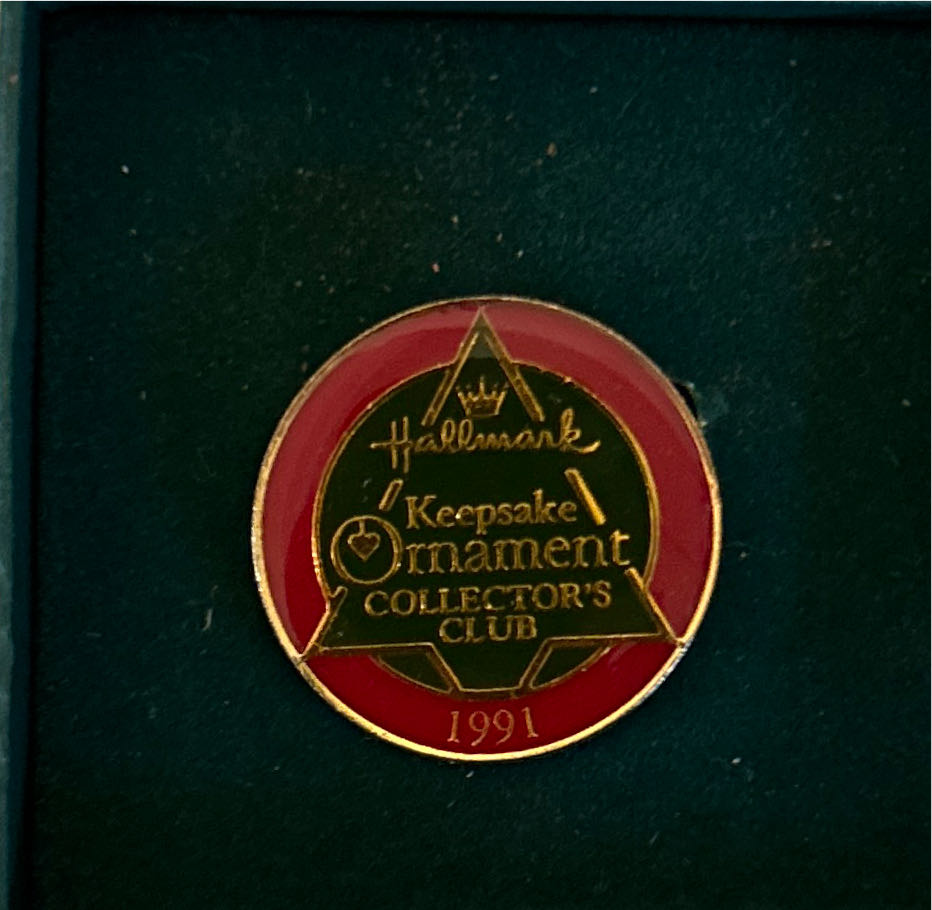 Hallmark
Keepsake
Ornament
COLLECTOR'S
CLUB
1991